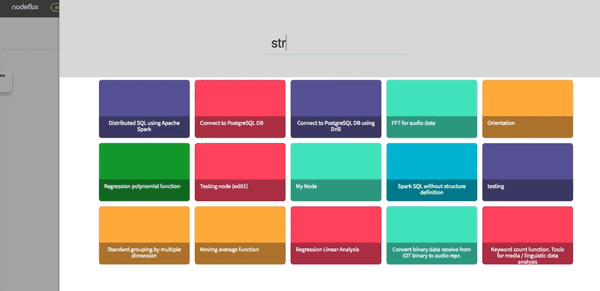 nodeflux
str
Distributed SQL using Apache
Spark
Connect to PostgreSQL DB
Connect to PostgreSQL DB using
Drill
FFT for audio data
Orientation
Regression polynomial function
Testing node (edit1)
My Node
Spark SQL without structure
definition
testing
Standard grouping by multiple
dimension
Moving average function
Regression Linear Analysis
Convert binary data receive from
IOT binary to audio repr.
Keyword count function. Tools
for media / linguistic data
analysis